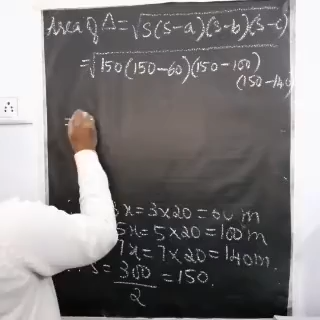 Area of Δ = √S(S-a)(S-b)(S-c)
= √150(150-60)(150-100)
(150-140
=
3x = 3×20 = 60 m
5x = 5×20 = 100 m
7x = 7×20 = 140m.
S = 300/2 = 150.